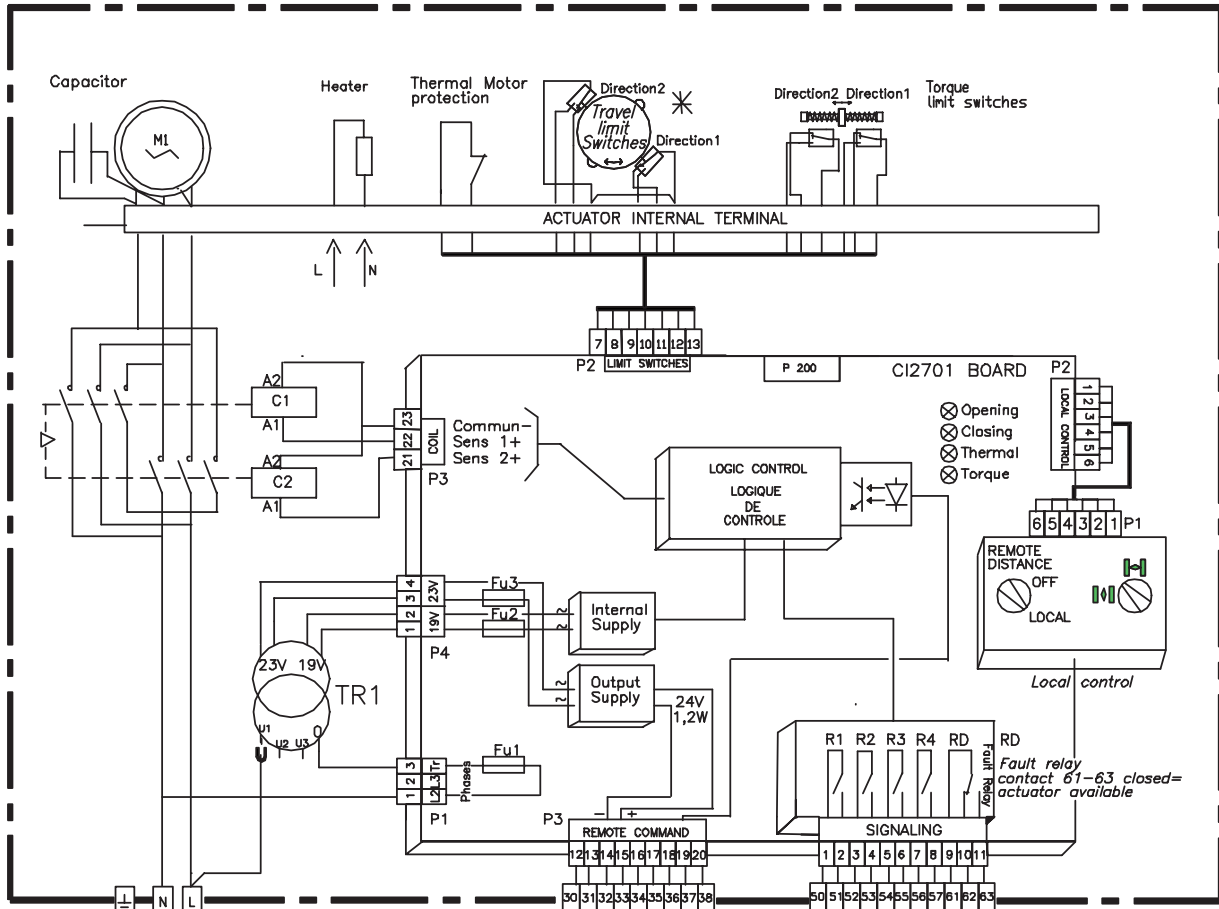 Capacitor
M1
Heater
Thermal Motor
protection
Direction2
Travel
limit
Switches
Direction1
Direction2 Direction1
Torque
limit switches
ACTUATOR INTERNAL TERMINAL
L N
7 8 9 10 11 12 13
P2 LIMIT SWITCHES
P 200
CI2701 BOARD
P2
LOCAL CONTROL
1 2 3 4 5 6
Opening
Closing
Thermal
Torque
A2
C1
A1
A2
C2
A1
23
22
21
COIL
P3
Commun-
Sens 1+
Sens 2+
LOGIC CONTROL
LOGIQUE
DE
CONTROLE
6 5 4 3 2 1 P1
REMOTE
DISTANCE
OFF
LOCAL
Local control
4
3
2
1
23V
19V
P4
Fu3
Fu2
Internal
Supply
Output
Supply
24V
1,2W
23V 19V
TR1
U1
U2 U3
O
3
2
1
Tr
L3
L2
Phases
Fu1
P1
R1 R2 R3 R4 RD
Fault Relay
RD
Fault relay
contact 61-63 closed=
actuator available
P3
- +
REMOTE COMMAND
12 13 14 15 16 17 18 19 20
30 31 32 33 34 35 36 37 38
SIGNALING
1 2 3 4 5 6 7 8 9 10 11
50 51 52 53 54 55 56 57 61 62 63
N L